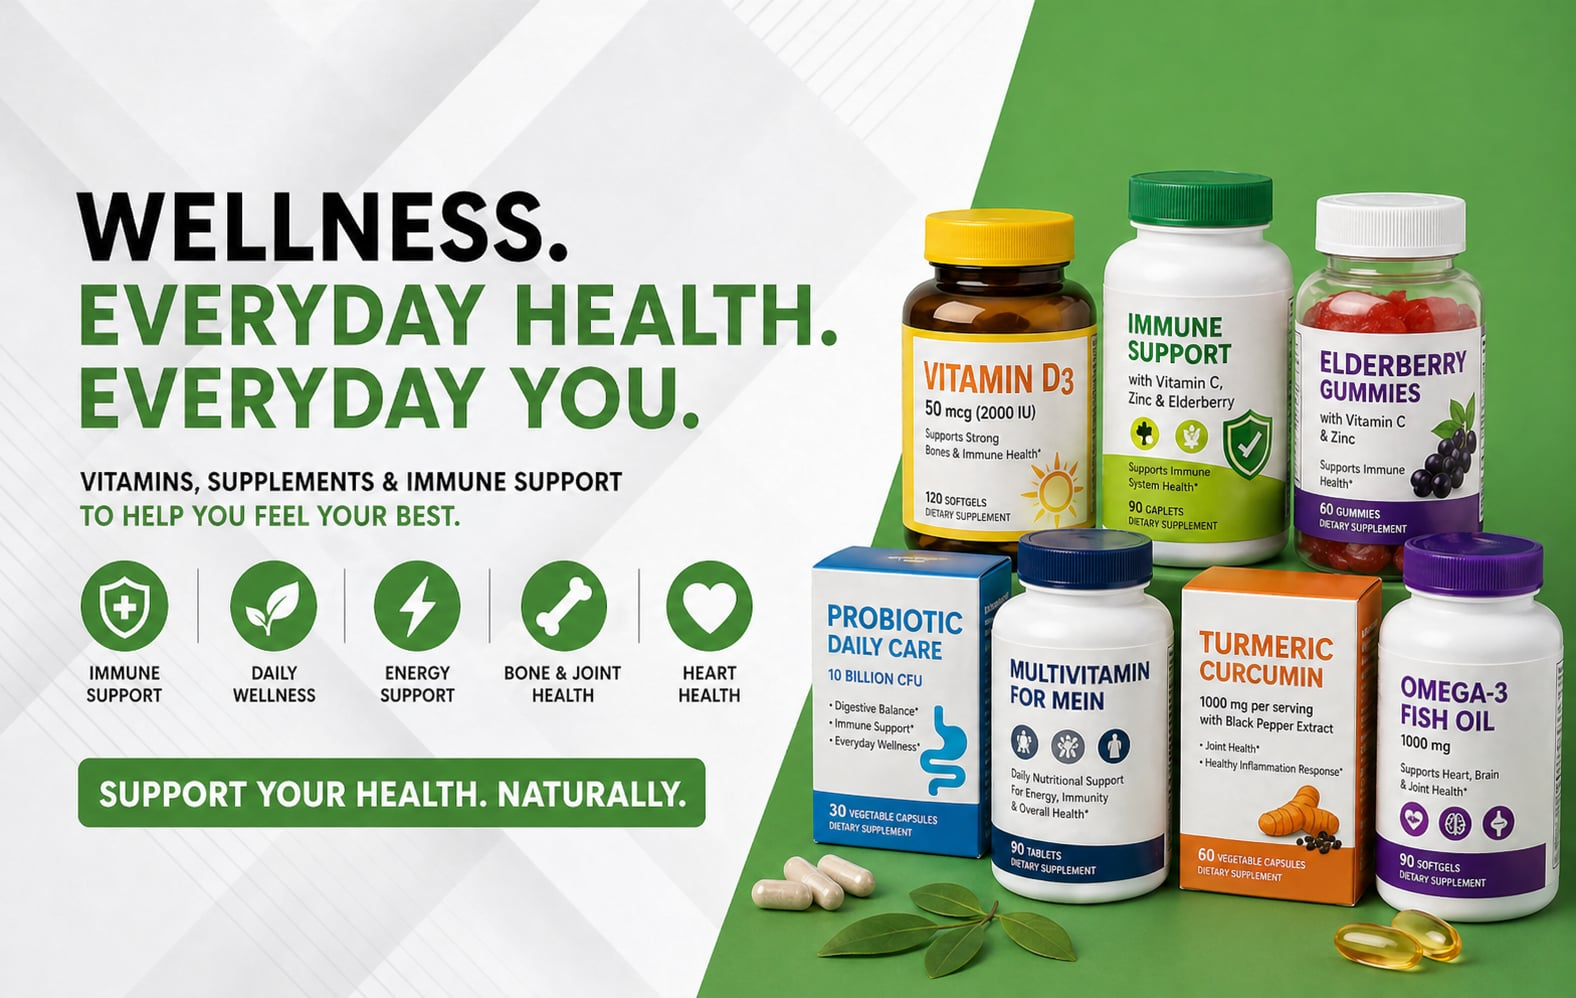 WELLNESS.
EVERYDAY HEALTH.
EVERYDAY YOU.
VITAMINS, SUPPLEMENTS & IMMUNE SUPPORT
TO HELP YOU FEEL YOUR BEST.
IMMUNE
SUPPORT
DAILY
WELLNESS
ENERGY
SUPPORT
BONE & JOINT
HEALTH
HEART
HEALTH
SUPPORT YOUR HEALTH. NATURALLY.
VITAMIN D3
50 mcg (2000 IU)
Supports Strong
Bones & Immune Health*
120 SOFTGELS
DIETARY SUPPLEMENT
IMMUNE
SUPPORT
with Vitamin C,
Zinc & Elderberry
Supports Immune
System Health*
90 CAPLETS
DIETARY SUPPLEMENT
ELDERBERRY
GUMMIES
with Vitamin C
& Zinc
Supports Immune
Health*
60 GUMMIES
DIETARY SUPPLEMENT
PROBIOTIC
DAILY CARE
10 BILLION CFU
• Digestive Balance*
• Immune Support*
• Everyday Wellness*
30 VEGETABLE CAPSULES
DIETARY SUPPLEMENT
MULTIVITAMIN
FOR MEIN
Daily Nutritional Support
For Energy, Immunity
& Overall Health*
90 TABLETS
DIETARY SUPPLEMENT
TURMERIC
CURCUMIN
1000 mg per serving
with Black Pepper Extract
• Joint Health*
• Healthy Inflammation Response*
60 VEGETABLE CAPSULES
DIETARY SUPPLEMENT
OMEGA-3
FISH OIL
1000 mg
Supports Heart, Brain
& Joint Health*
90 SOFTGELS
DIETARY SUPPLEMENT